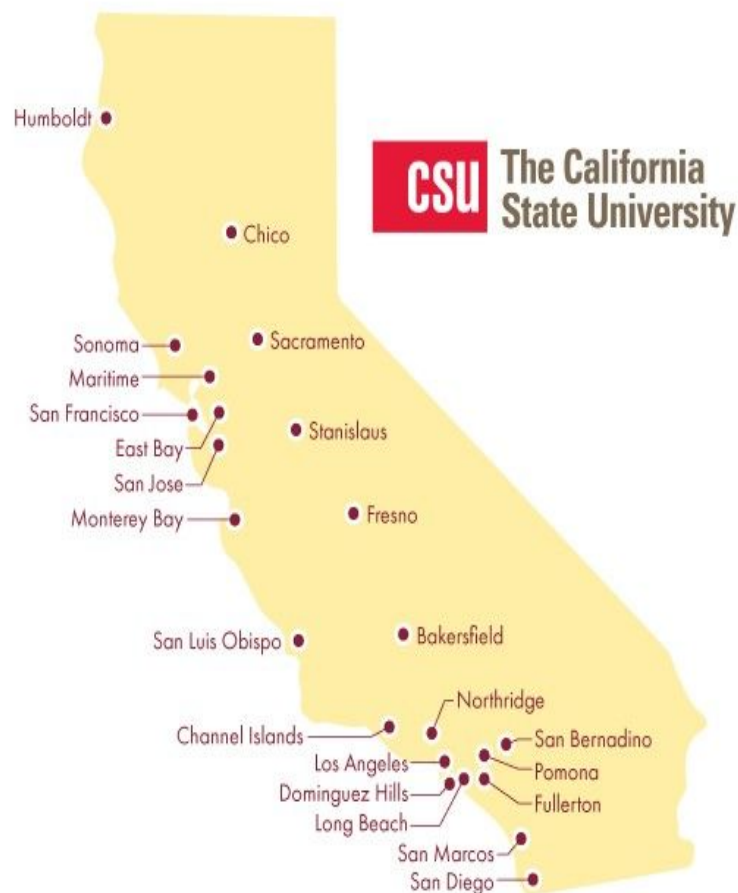 Humboldt
CSU
The California
State University
Chico
Sonoma
Sacramento
Maritime
San Francisco
Stanislaus
East Bay
San Jose
Monterey Bay
Fresno
San Luis Obispo
Bakersfield
Northridge
Channel Islands
San Bernadino
Los Angeles
Pomona
Dominguez Hills
Fullerton
Long Beach
San Marcos
San Diego